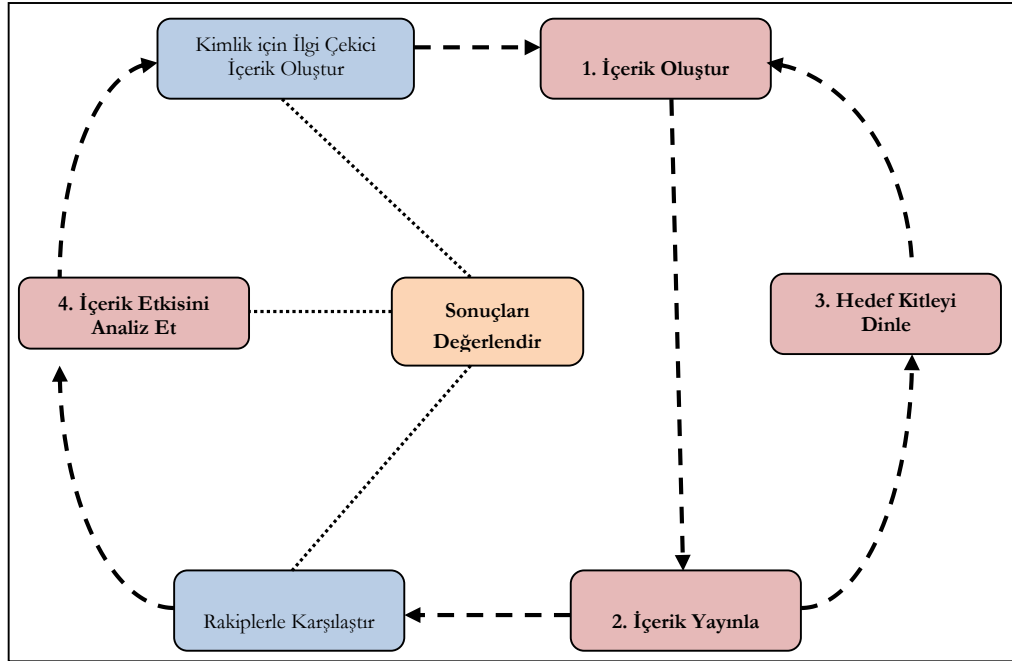 Kimlik için İlgi Çekici
İçerik Oluştur
1. İçerik Oluştur
4. İçerik Etkisini
Analiz Et
Sonuçları
Değerlendir
3. Hedef Kitleyi
Dinle
Rakiplerle Karşılaştır
2. İçerik Yayınla